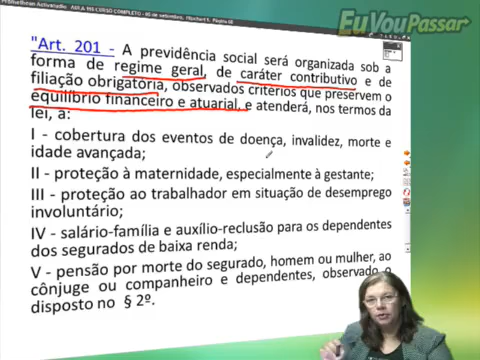 EuVouPassar
"Art. 201 - A previdência social será organizada sob a
forma de regime geral, de caráter contributivo e de
filiação obrigatória, observados critérios que preservem o
equilíbrio financeiro e atuarial, e atenderá, nos termos da
lei, a:
I - cobertura dos eventos de doença, invalidez, morte e
idade avançada;
II - proteção à maternidade, especialmente à gestante;
III - proteção ao trabalhador em situação de desemprego
involuntário;
IV - salário-família e auxílio-reclusão para os dependentes
dos segurados de baixa renda;
V - pensão por morte do segurado, homem ou mulher, ao
cônjuge ou companheiro e dependentes, observado o
disposto no § 2º.